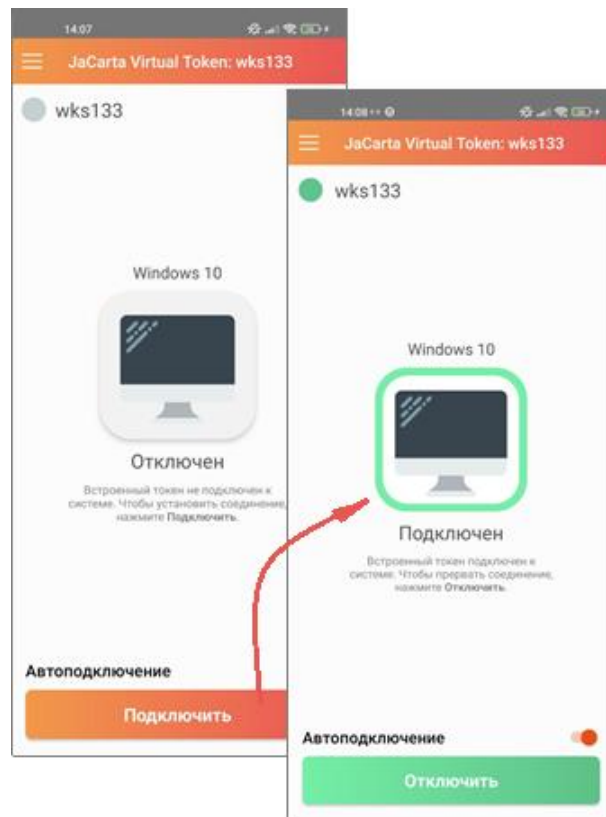 14:07
JaCarta Virtual Token: wks133
wks133
Windows 10
Отключен
Встроенный токен не подключен к
системе. Чтобы установить соединение,
нажмите Подключить.
Автоподключение
Подключить
14:08
JaCarta Virtual Token: wks133
wks133
Windows 10
Подключен
Встроенный токен подключен к
системе. Чтобы прервать соединение,
нажмите Отключить.
Автоподключение
Отключить